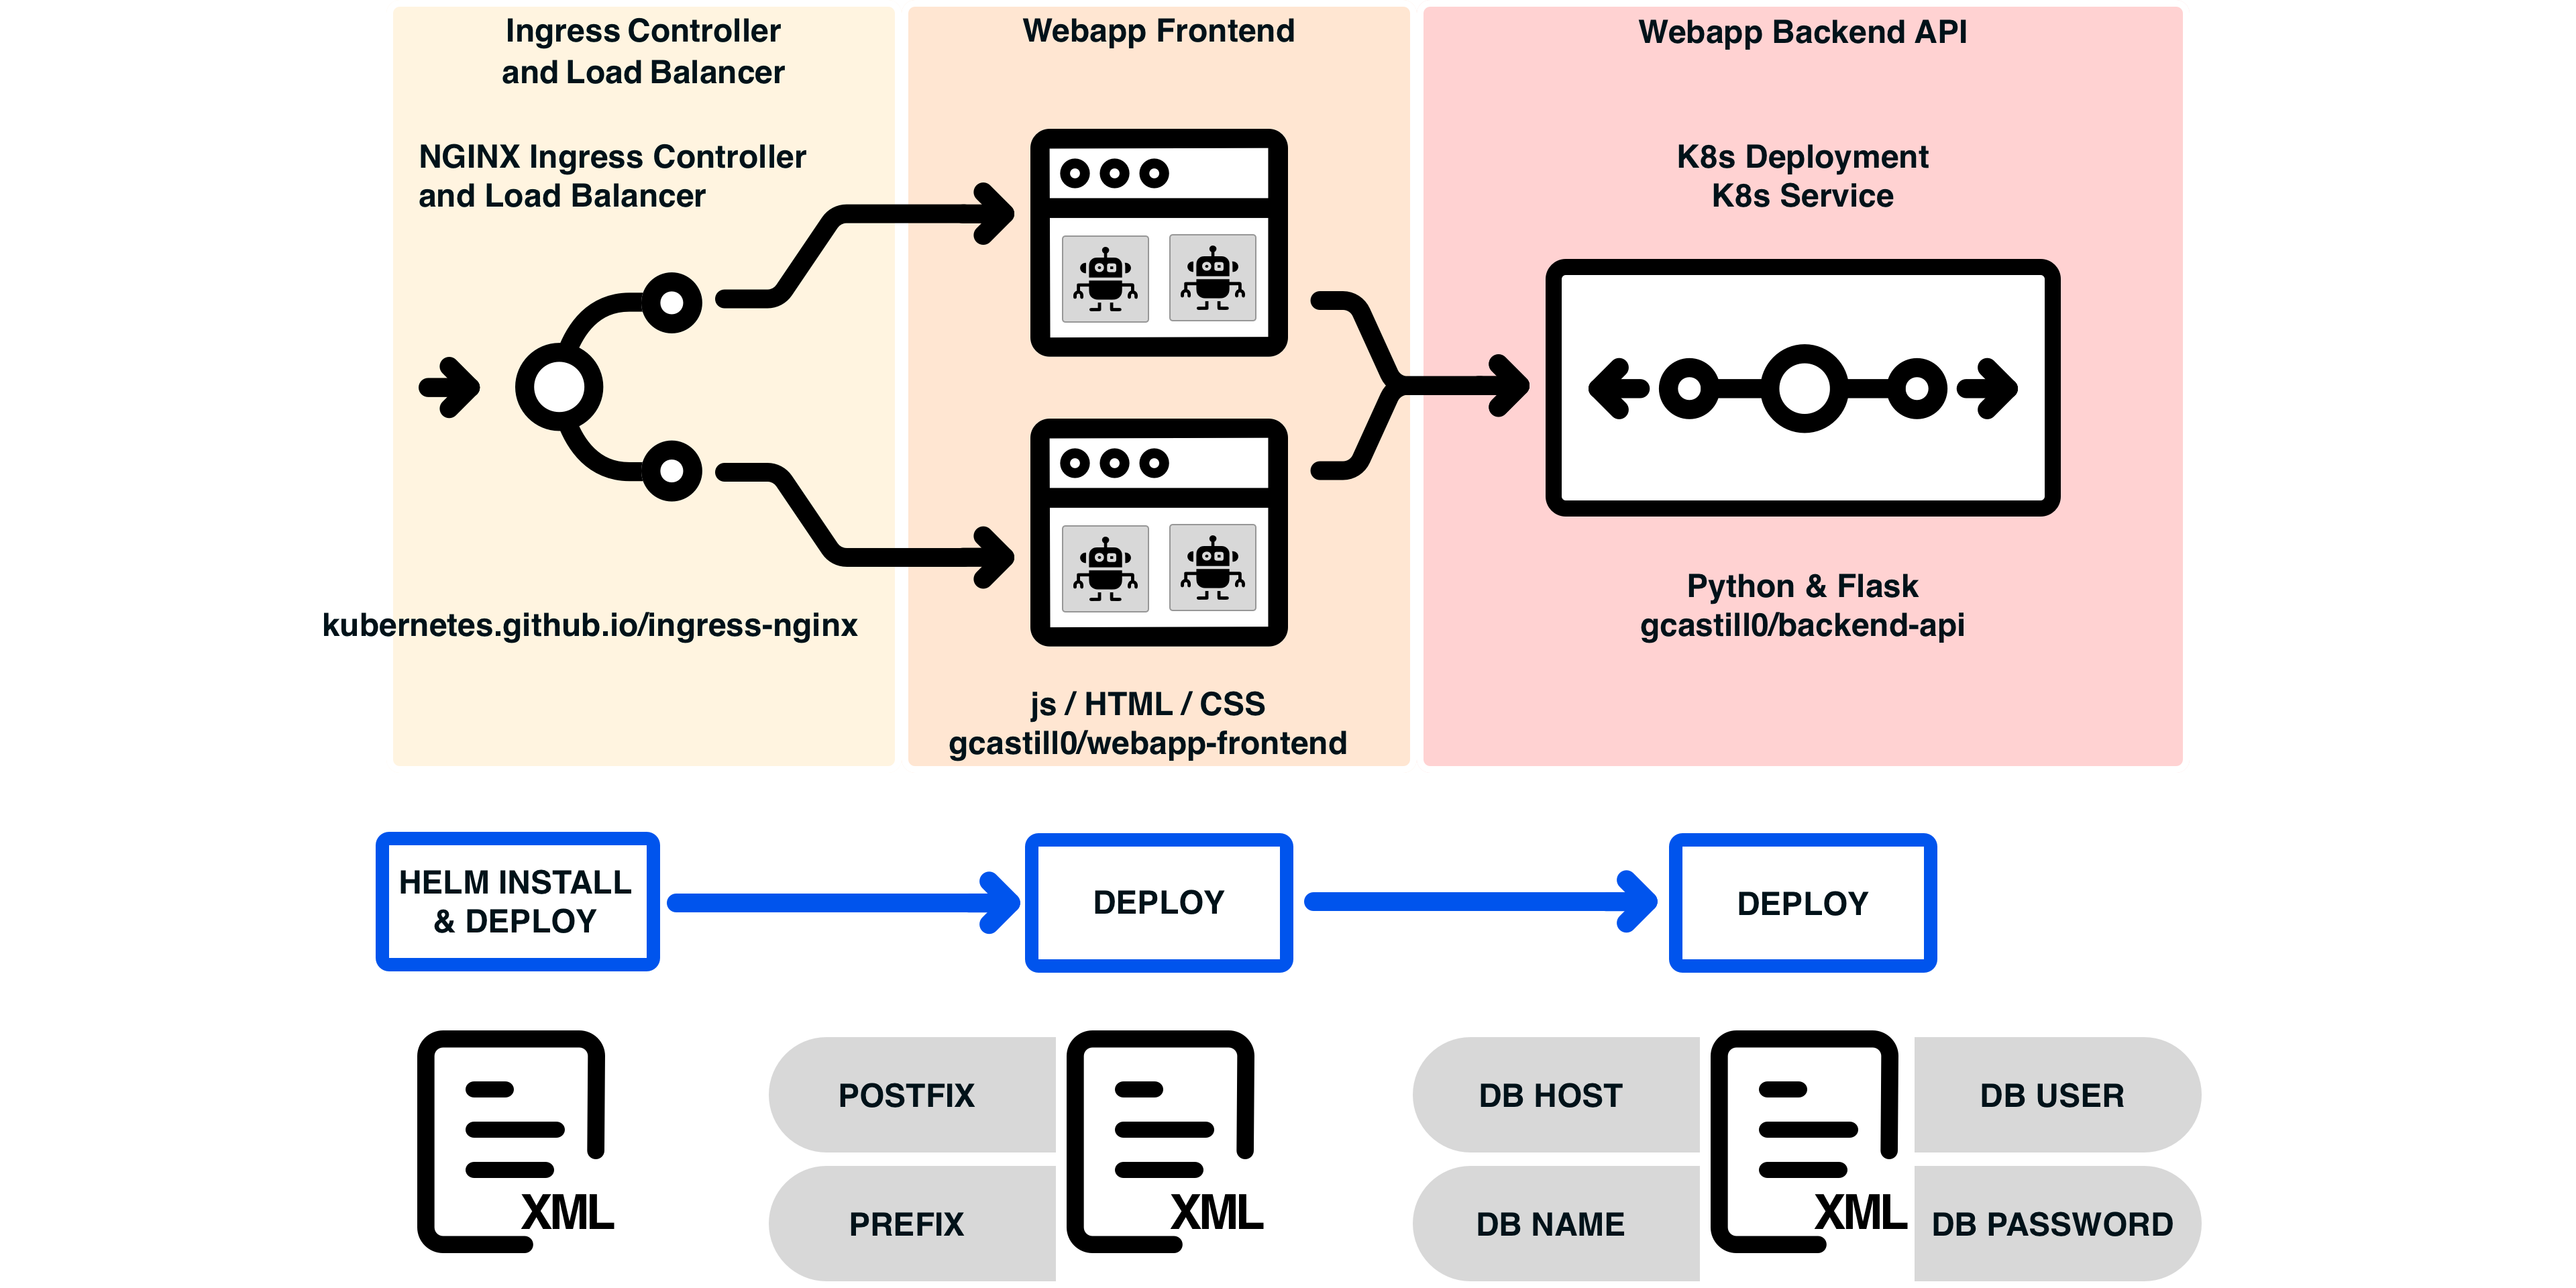 Ingress Controller
and Load Balancer
NGINX Ingress Controller
and Load Balancer
kubernetes.github.io/ingress-nginx
Webapp Frontend
js / HTML / CSS
gcastill0/webapp-frontend
Webapp Backend API
K8s Deployment
K8s Service
Python & Flask
gcastill0/backend-api
HELM INSTALL
& DEPLOY
DEPLOY
DEPLOY
XML
POSTFIX
PREFIX
XML
DB HOST
DB NAME
XML
DB USER
DB PASSWORD